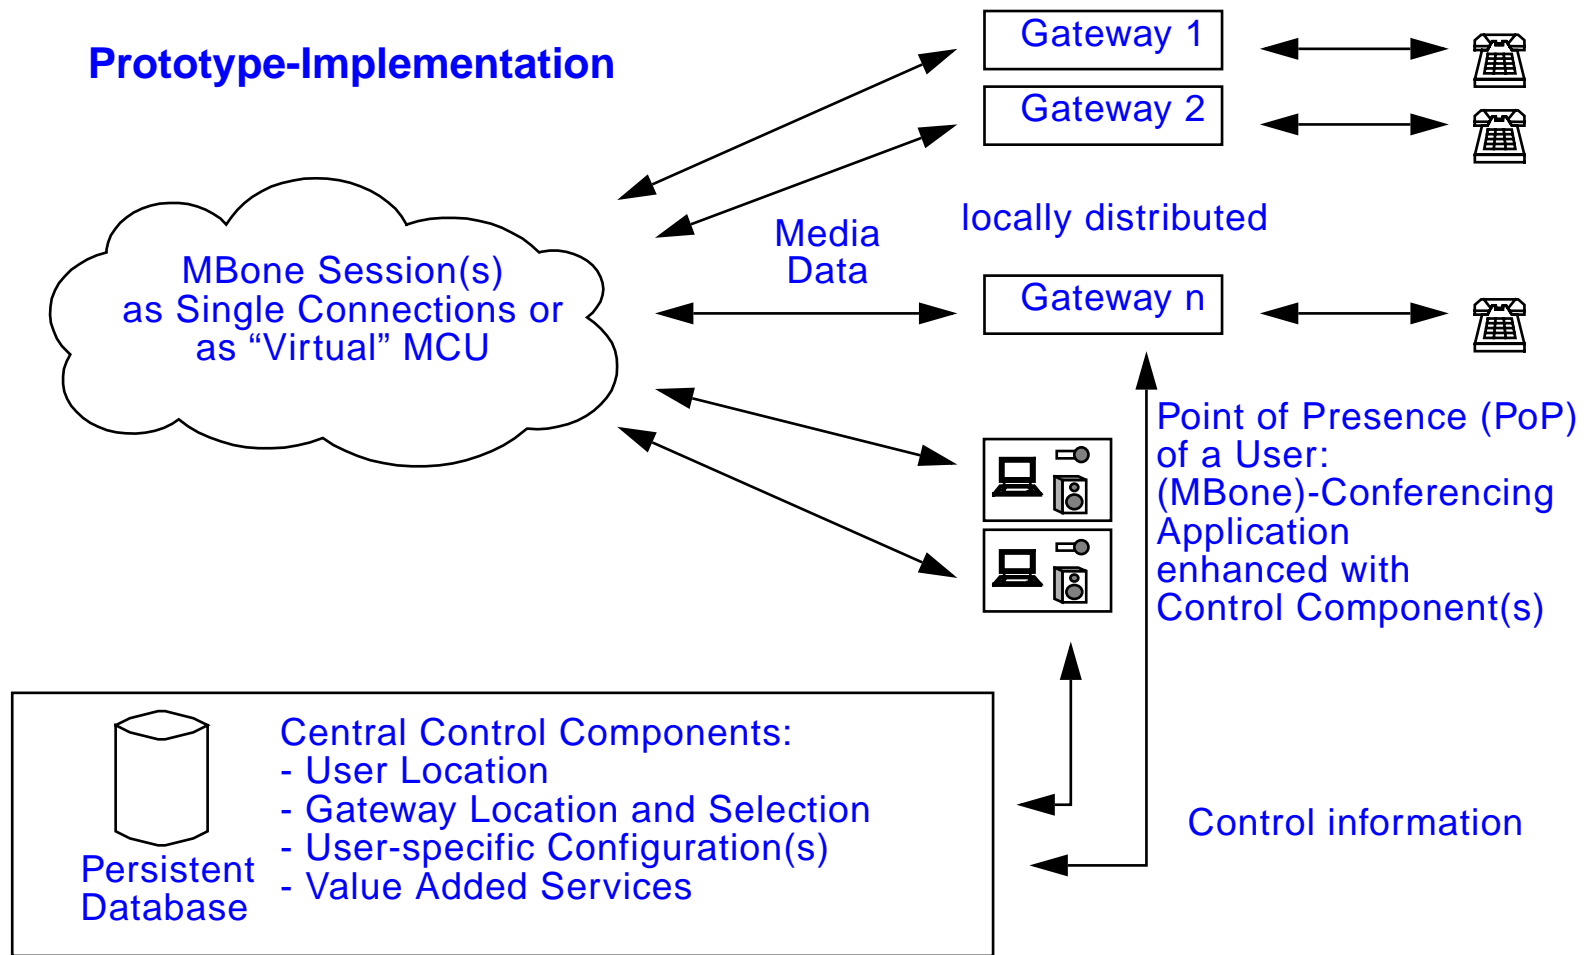 Prototype-Implementation
Gateway 1
Gateway 2
locally distributed
Media
Data
Gateway n
MBone Session(s)
as Single Connections or
as “Virtual” MCU
Point of Presence (PoP)
of a User:
(MBone)-Conferencing
Application
enhanced with
Control Component(s)
Central Control Components:
- User Location
- Gateway Location and Selection
- User-specific Configuration(s)
- Value Added Services
Persistent
Database
Control information